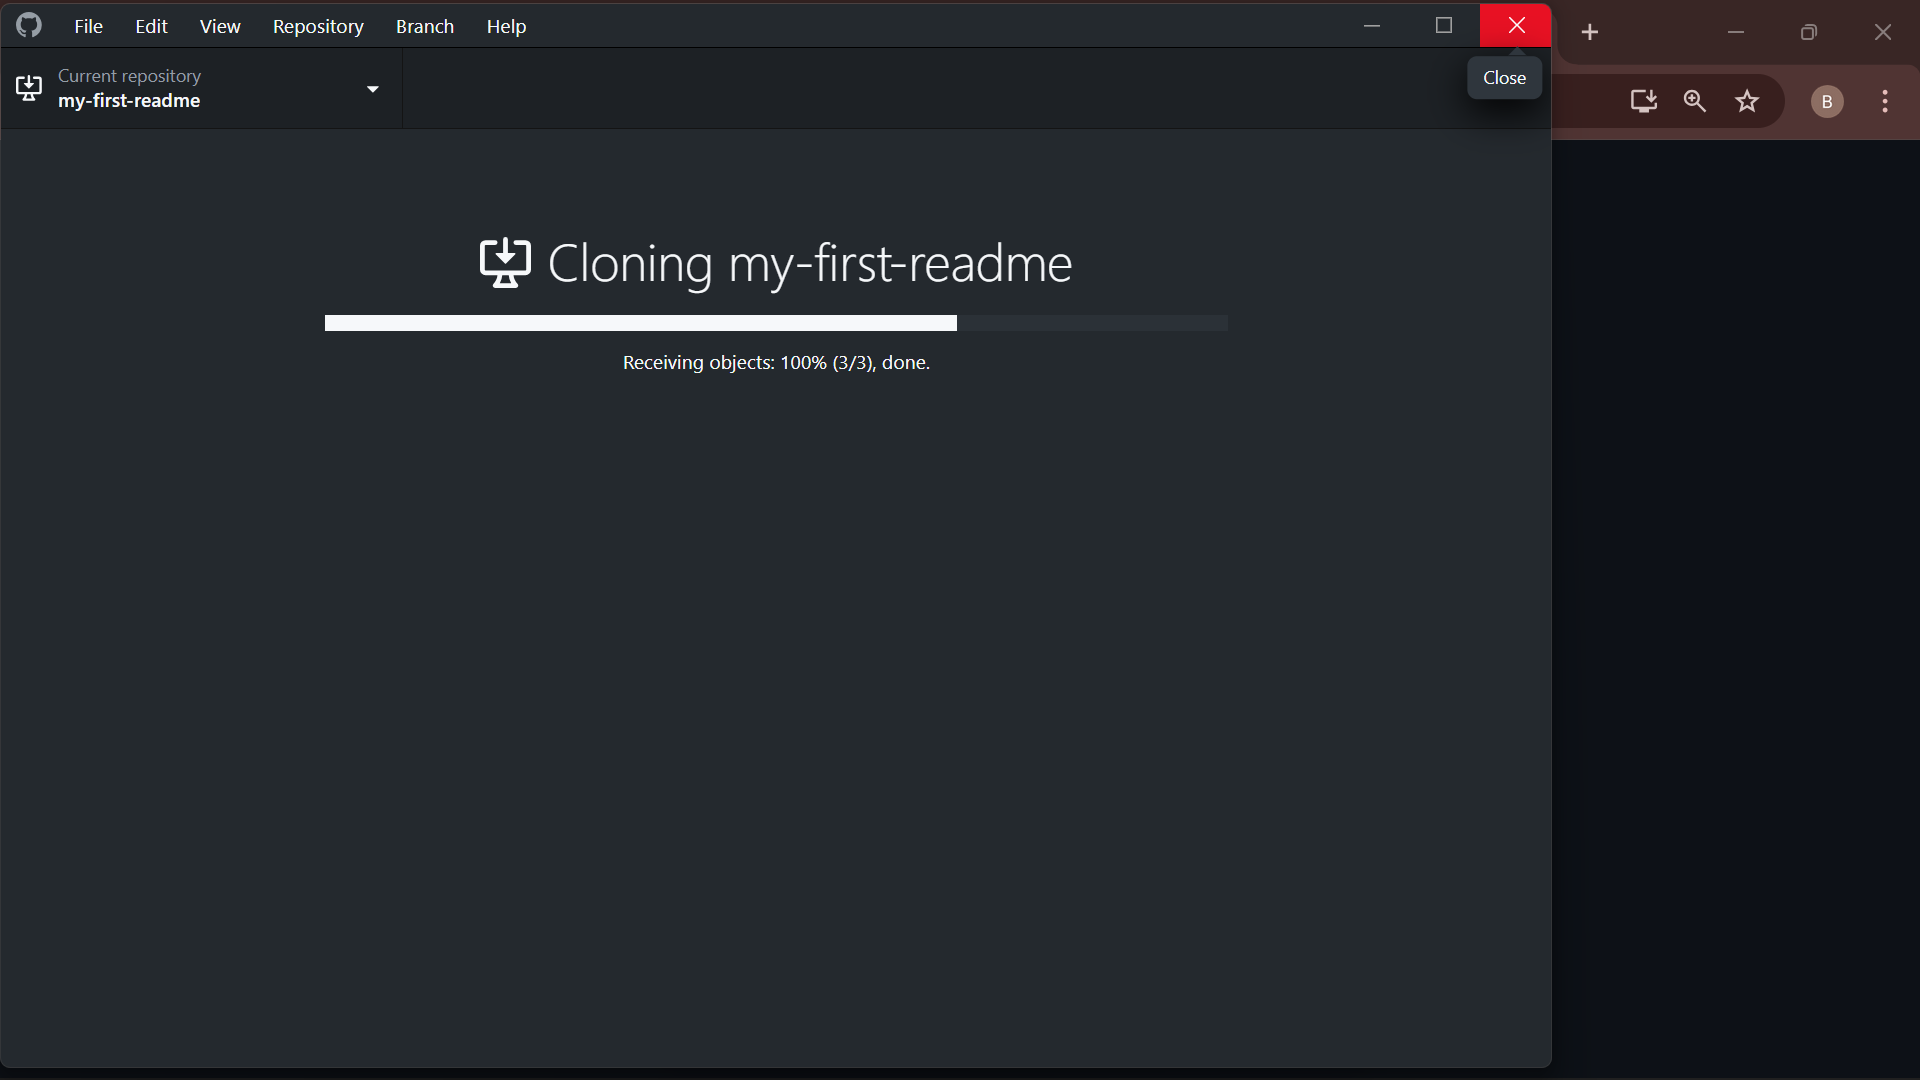 File Edit View Repository Branch Help
Current repository
my-first-readme
Close
B
Cloning my-first-readme
Receiving objects: 100% (3/3), done.